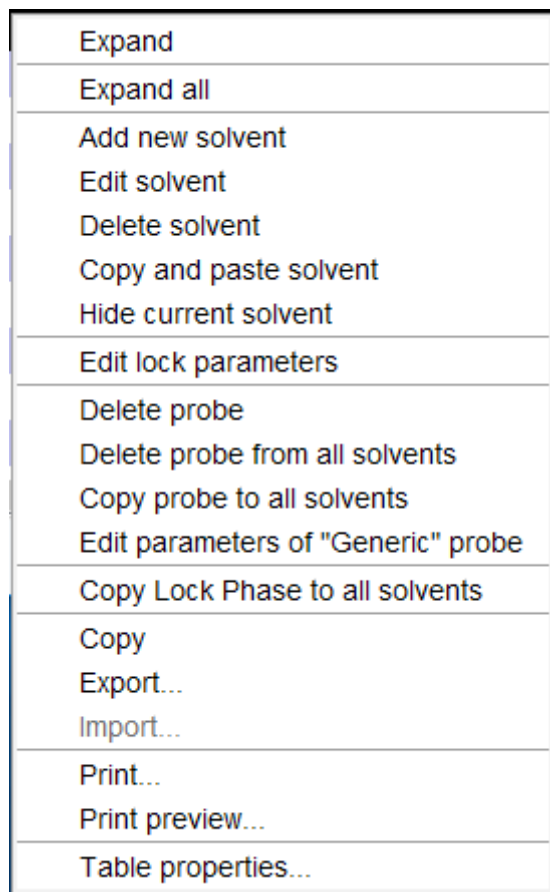 Expand
Expand all
Add new solvent
Edit solvent
Delete solvent
Copy and paste solvent
Hide current solvent
Edit lock parameters
Delete probe
Delete probe from all solvents
Copy probe to all solvents
Edit parameters of "Generic" probe
Copy Lock Phase to all solvents
Copy
Export...
Import...
Print...
Print preview...
Table properties...